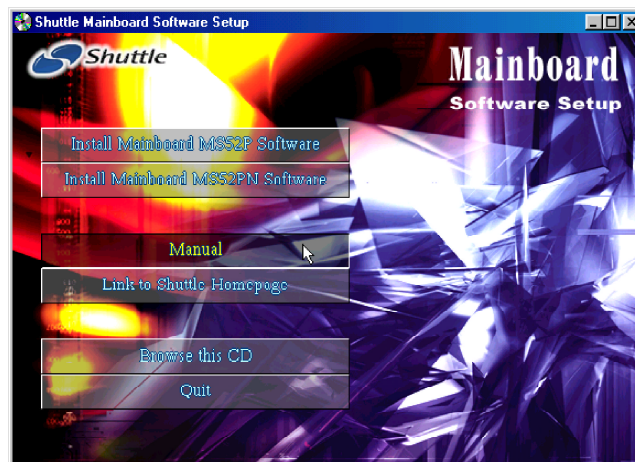 Shuttle Mainboard Software Setup
Shuttle
Mainboard
Software Setup
Install Mainboard MS52P Software
Install Mainboard MS52PN Software
Manual
Link to Shuttle Homepage
Browse this CD
Quit